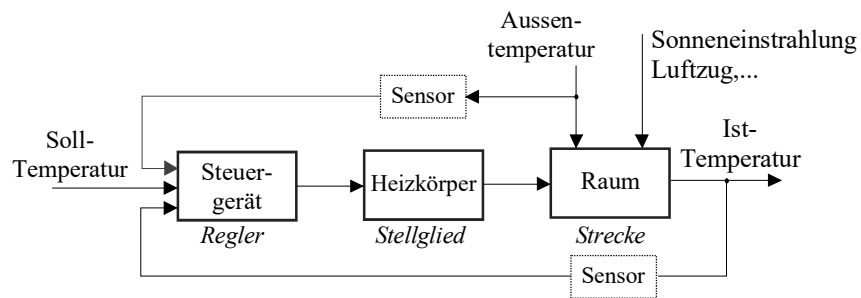 Aussen-
temperatur
Sonneneinstrahlung
Luftzug,...
Sensor
Soll-
Temperatur
Ist-
Temperatur
Steuer-
gerät
Heizkörper
Raum
Regler
Stellglied
Strecke
Sensor